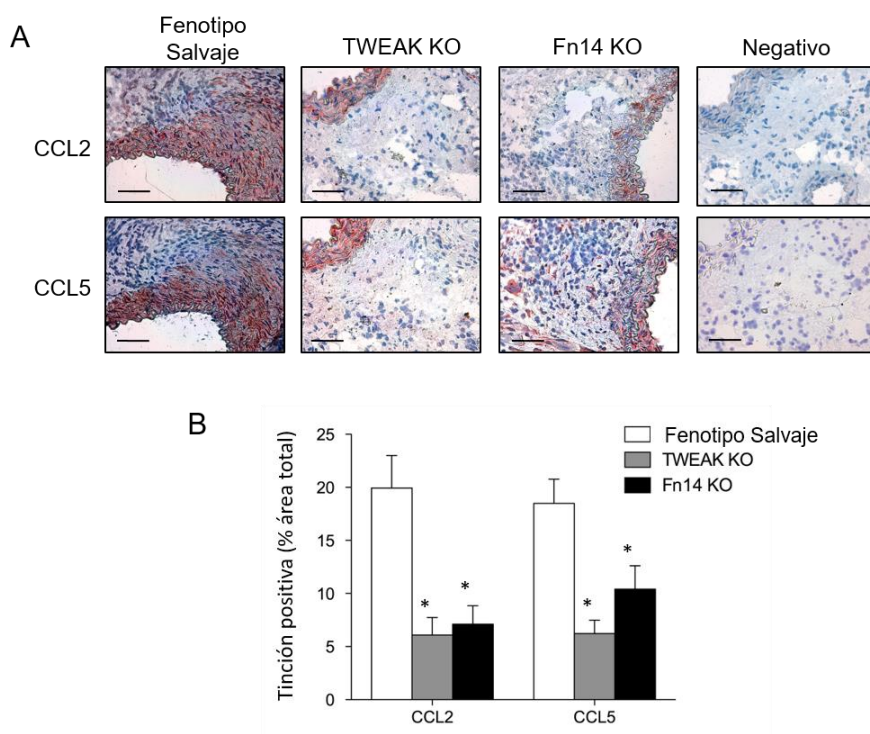 A
Fenotipo
Salvaje
TWEAK KO
Fn14 KO
Negativo
CCL2
CCL5
B
Tinción positiva (% área total)
25
20
15
10
5
0
Fenotipo Salvaje
TWEAK KO
Fn14 KO
*
*
*
*
CCL2
CCL5